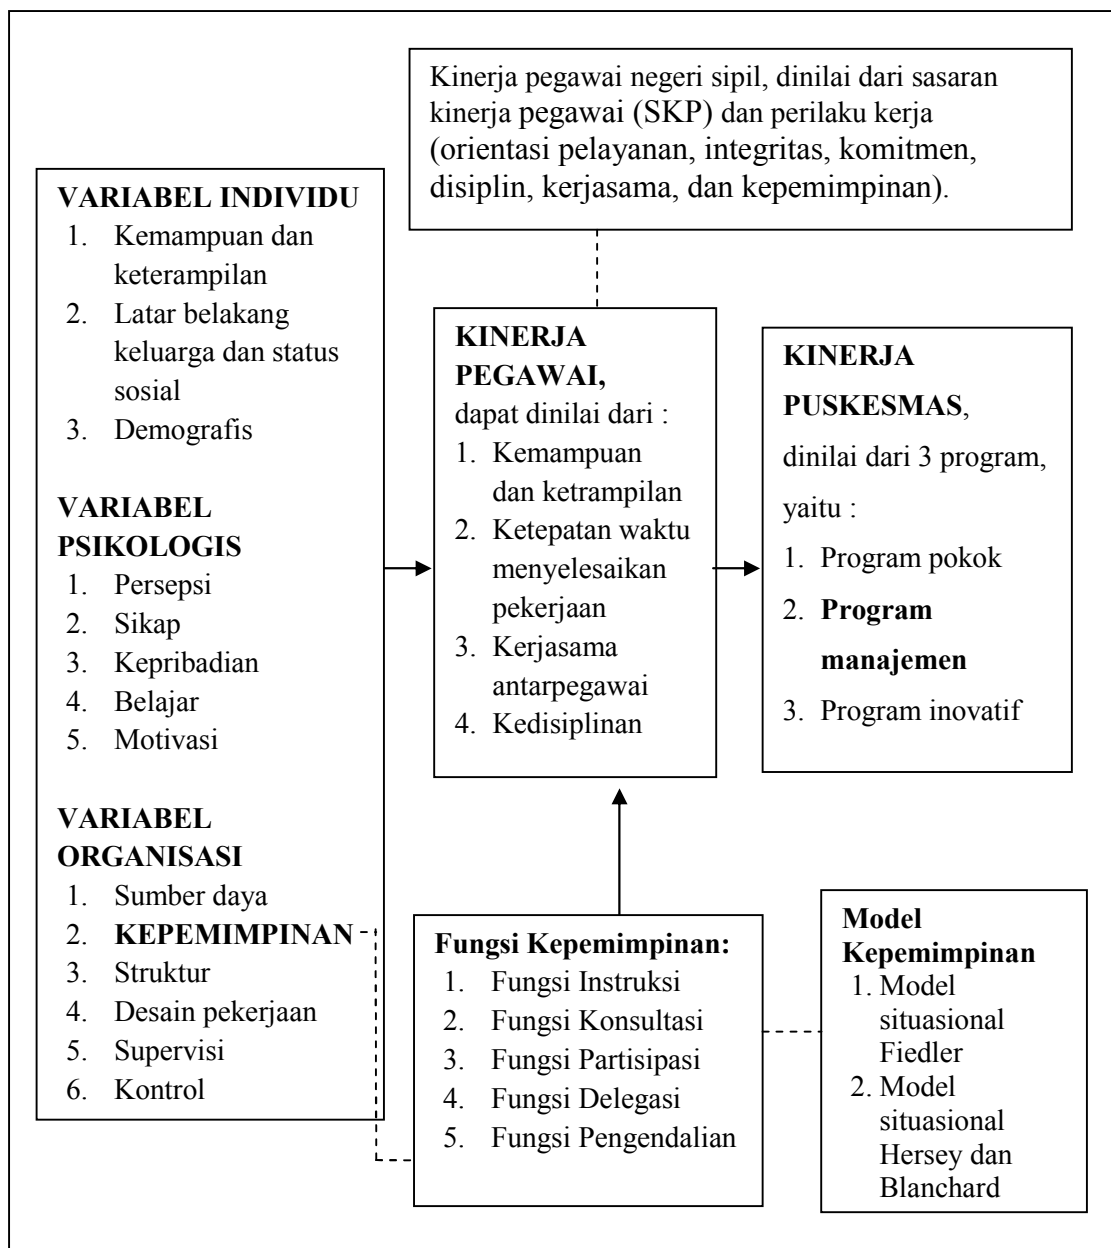 Kinerja pegawai negeri sipil, dinilai dari sasaran
kinerja pegawai (SKP) dan perilaku kerja
(orientasi pelayanan, integritas, komitmen,
disiplin, kerjasama, dan kepemimpinan).
VARIABEL INDIVIDU
1. Kemampuan dan
keterampilan
2. Latar belakang
keluarga dan status
sosial
3. Demografis
VARIABEL
PSIKOLOGIS
1. Persepsi
2. Sikap
3. Kepribadian
4. Belajar
5. Motivasi
VARIABEL
ORGANISASI
1. Sumber daya
2. KEPEMIMPINAN
3. Struktur
4. Desain pekerjaan
5. Supervisi
6. Kontrol
KINERJA
PEGAWAI,
dapat dinilai dari :
1. Kemampuan
dan ketrampilan
2. Ketepatan waktu
menyelesaikan
pekerjaan
3. Kerjasama
antarpegawai
4. Kedisiplinan
KINERJA
PUSKESMAS,
dinilai dari 3 program,
yaitu :
1. Program pokok
2. Program
manajemen
3. Program inovatif
Fungsi Kepemimpinan:
1. Fungsi Instruksi
2. Fungsi Konsultasi
3. Fungsi Partisipasi
4. Fungsi Delegasi
5. Fungsi Pengendalian
Model
Kepemimpinan
1. Model
situasional
Fiedler
2. Model
situasional
Hersey dan
Blanchard